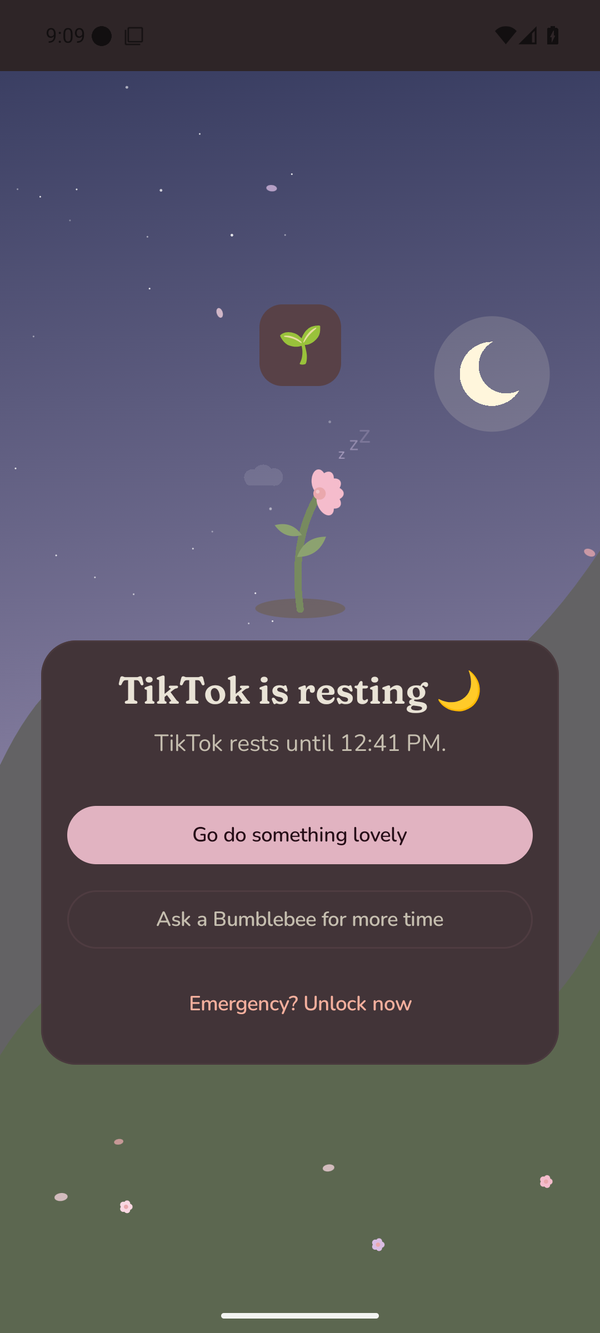 9:09
z z z
TikTok is resting 🌙
TikTok rests until 12:41 PM.
Go do something lovely
Ask a Bumblebee for more time
Emergency? Unlock now